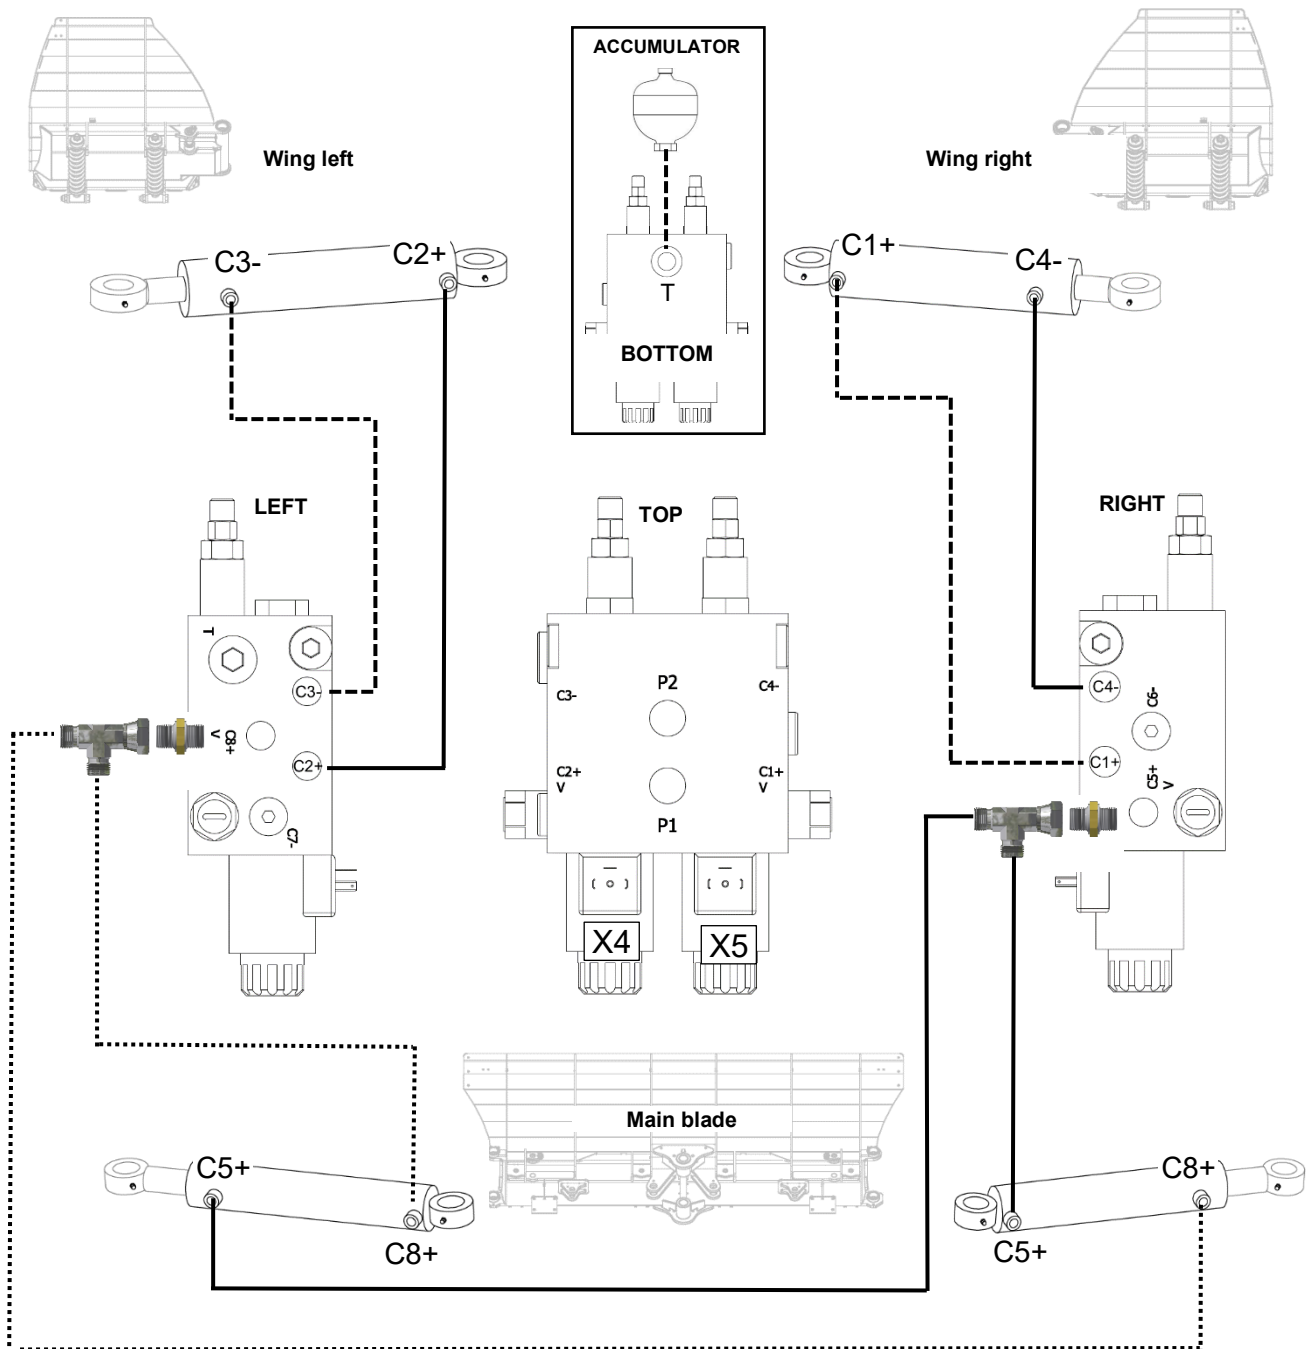 ACCUMULATOR
Wing left
Wing right
C3-
C2+
C1+
C4-
T
BOTTOM
LEFT
TOP
RIGHT
T
C3-
C8+
V
C2+
C7-
C3-
P2
C4-
C2+
V
C1+
V
P1
X4
X5
C4-
C6-
C1+
C5+
V
Main blade
C5+
C8+
C8+
C5+